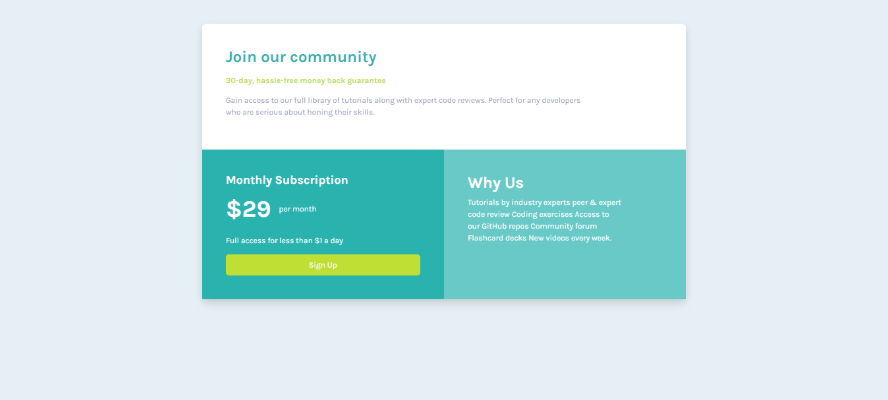 Join our community
30-day, hassle-free money back guarantee
Gain access to our full library of tutorials along with expert code reviews. Perfect for any developers
who are serious about honing their skills.
Monthly Subscription
$29 per month
Full access for less than $1 a day
Sign Up
Why Us
Tutorials by industry experts peer & expert
code review Coding exercises Access to
our GitHub repos Community forum
Flashcard decks New videos every week.